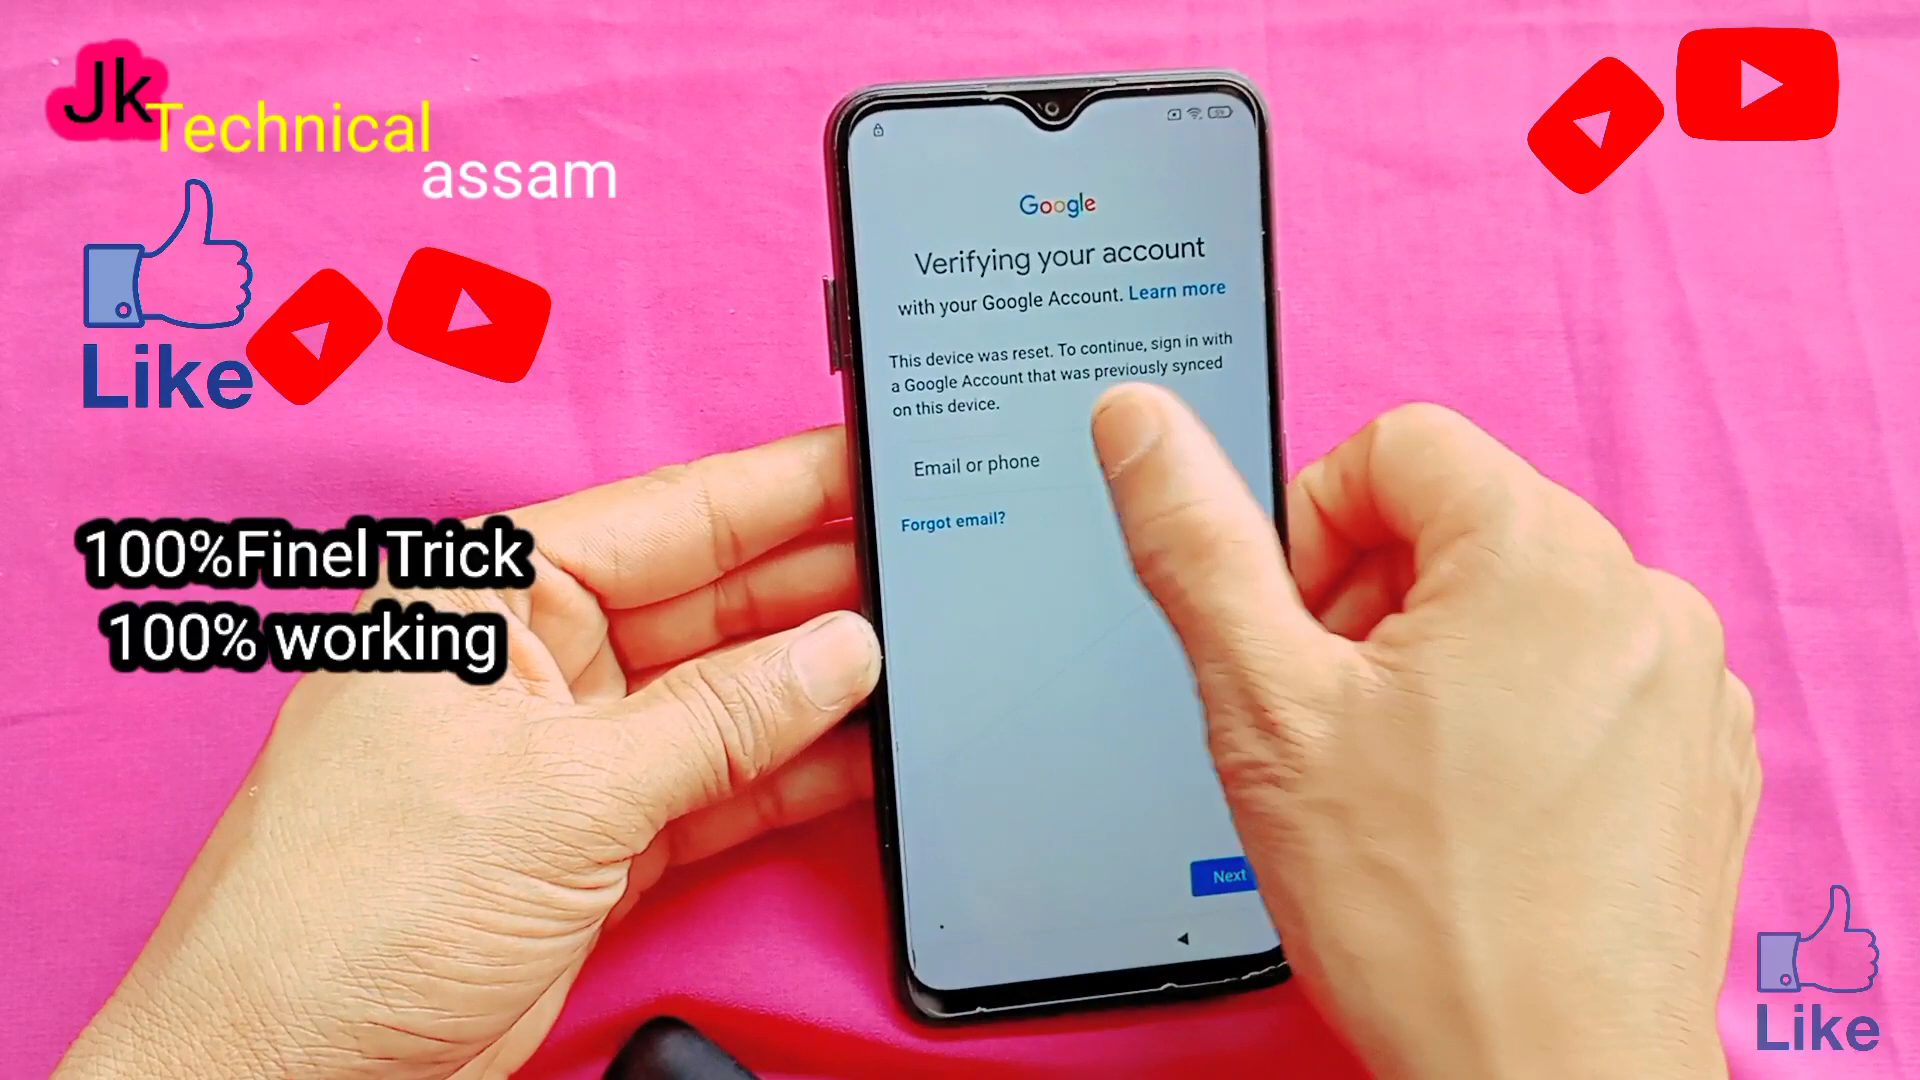 Jk
Technical
assam
Like
100%Finel Trick
100% working
Google
Verifying your account
with your Google Account. Learn more
This device was reset. To continue, sign in with
a Google Account that was previously synced
on this device.
Email or phone
Forgot email?
Next
Like